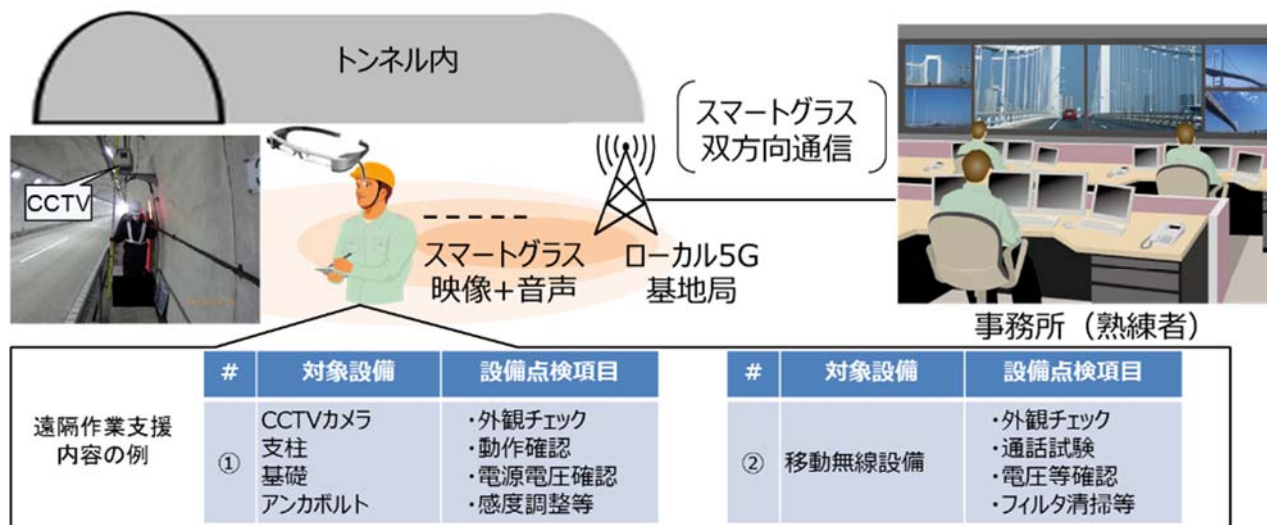 トンネル内
スマートグラス
双方向通信
CCTV
スマートグラス
映像+音声
ローカル5G
基地局
事務所（熟練者）
遠隔作業支援
内容の例
# 対象設備 設備点検項目
① CCTVカメラ ・外観チェック
支柱 ・動作確認
基礎 ・電源電圧確認
アンカボルト ・感度調整等
# 対象設備 設備点検項目
② 移動無線設備 ・外観チェック
・通話試験
・電圧等確認
・フィルタ清掃等